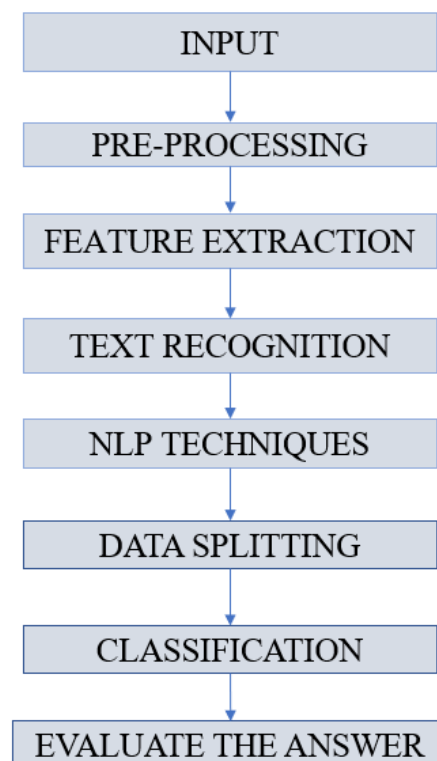 INPUT
PRE-PROCESSING
FEATURE EXTRACTION
TEXT RECOGNITION
NLP TECHNIQUES
DATA SPLITTING
CLASSIFICATION
EVALUATE THE ANSWER